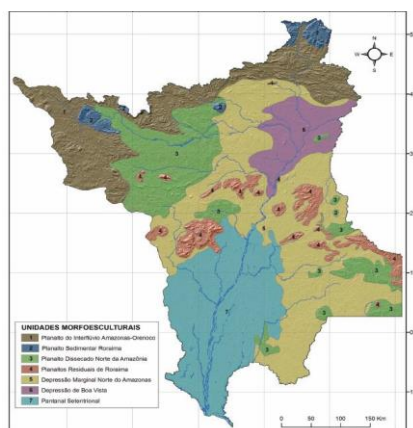 N
W
E
S
UNIDADES MORFOESCULTURAIS
1 Planalto do Interflúvio Amazonas-Orenoco
2 Planalto Sedimentar Roraima
3 Planalto Dissecado Norte da Amazônia
4 Planaltos Residuais de Roraima
5 Depressão Marginal Norte do Amazonas
6 Depressão de Boa Vista
7 Pantanal Setentrional
0 50 100 150 Km